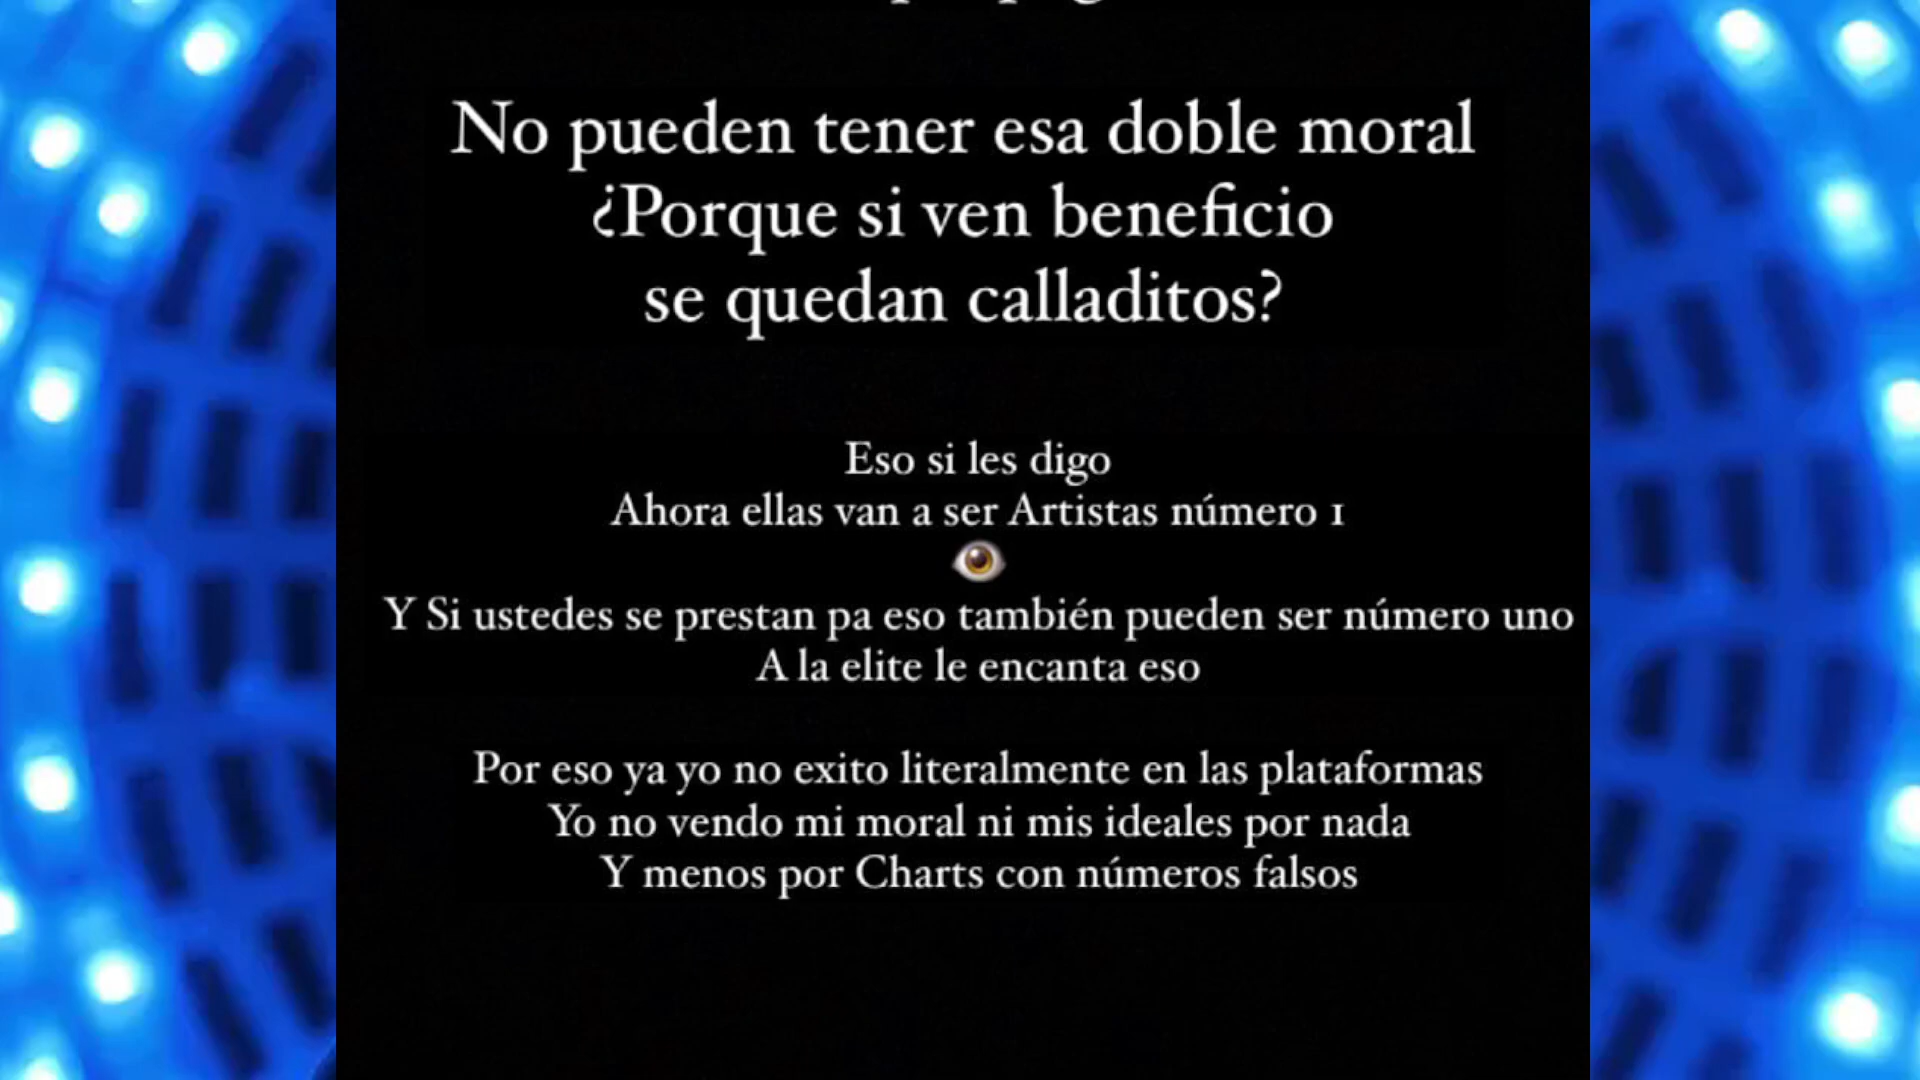 No pueden tener esa doble moral
¿Porque si ven beneficio
se quedan calladitos?
Eso si les digo
Ahora ellas van a ser Artistas número 1
👁
Y Si ustedes se prestan pa eso también pueden ser número uno
A la elite le encanta eso
Por eso ya yo no exito literalmente en las plataformas
Yo no vendo mi moral ni mis ideales por nada
Y menos por Charts con números falsos